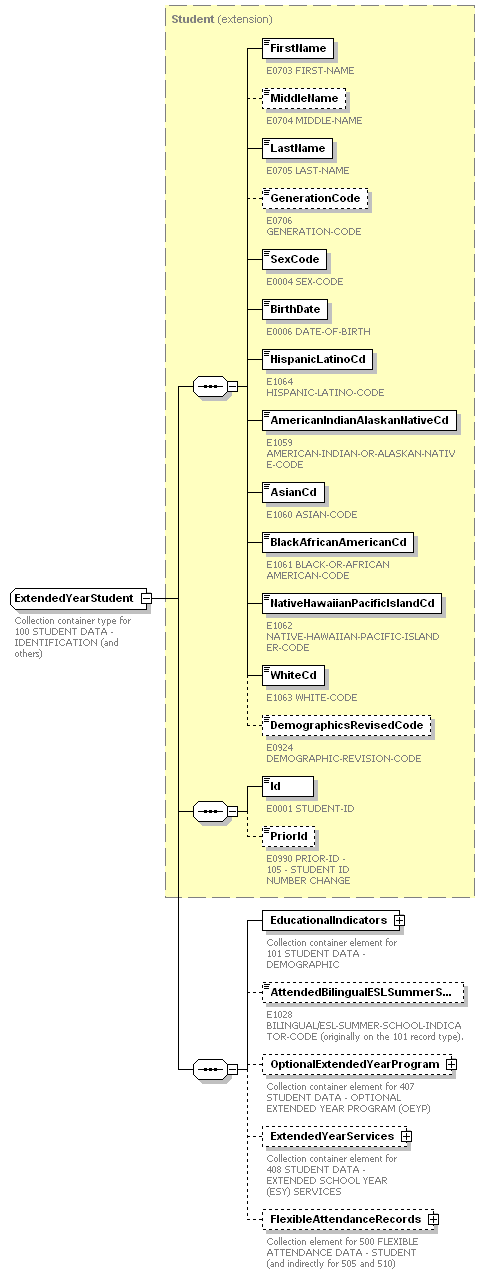 Student (extension)
FirstName
E0703 FIRST-NAME
MiddleName
E0704 MIDDLE-NAME
LastName
E0705 LAST-NAME
GenerationCode
E0706
GENERATION-CODE
SexCode
E0004 SEX-CODE
BirthDate
E0006 DATE-OF-BIRTH
HispanicLatinoCd
E1064
HISPANIC-LATINO-CODE
AmericanIndianAlaskanNativeCd
E1059
AMERICAN-INDIAN-OR-ALASKAN-NATIV
E-CODE
AsianCd
E1060 ASIAN-CODE
BlackAfricanAmericanCd
E1061 BLACK-OR-AFRICAN
AMERICAN-CODE
NativeHawaiianPacificIslandCd
E1062
NATIVE-HAWAIIAN-PACIFIC-ISLAND
ER-CODE
WhiteCd
E1063 WHITE-CODE
DemographicsRevisedCode
E0924
DEMOGRAPHIC-REVISION-CODE
Id
E0001 STUDENT-ID
PriorId
E0990 PRIOR-ID -
105 - STUDENT ID
NUMBER CHANGE
ExtendedYearStudent
Collection container type for
100 STUDENT DATA -
IDENTIFICATION (and
others)
EducationalIndicators
Collection container element for
101 STUDENT DATA -
DEMOGRAPHIC
AttendedBilingualESLSummerS...
E1028
BILINGUAL/ESL-SUMMER-SCHOOL-INDICA
TOR-CODE (originally on the 101 record type).
OptionalExtendedYearProgram
Collection container element for 407
STUDENT DATA - OPTIONAL
EXTENDED YEAR PROGRAM (OEYP)
ExtendedYearServices
Collection container element for
408 STUDENT DATA -
EXTENDED SCHOOL YEAR
(ESY) SERVICES
FlexibleAttendanceRecords
Collection element for 500 FLEXIBLE
ATTENDANCE DATA - STUDENT
(and indirectly for 505 and 510)